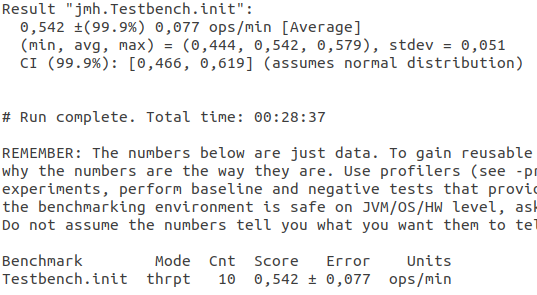 Result "jmh.Testbench.init":
0,542 ±(99.9%) 0,077 ops/min [Average]
(min, avg, max) = (0,444, 0,542, 0,579), stdev = 0,051
CI (99.9%): [0,466, 0,619] (assumes normal distribution)
# Run complete. Total time: 00:28:37
REMEMBER: The numbers below are just data. To gain reusable
why the numbers are the way they are. Use profilers (see -pr
experiments, perform baseline and negative tests that provid
the benchmarking environment is safe on JVM/OS/HW level, ask
Do not assume the numbers tell you what you want them to tel
Benchmark Mode Cnt Score Error Units
Testbench.init thrpt 10 0,542 ± 0,077 ops/min